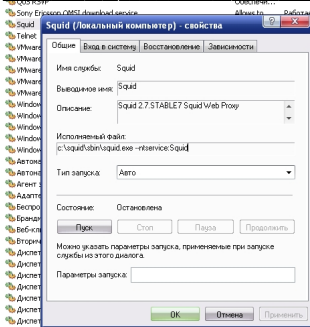 QoS RSVP
Sony Ericsson OMSI download service
Squid
Telnet
VMware
VMware
VMware
VMware
Window
Window
Window
Window
Window
Автома
Автона
Агент з
Адапте
Беспро
Брандм
Веб-кли
Вторич
Диспет
Диспет
Диспет
Диспет
Диспет
Диспет
Squid (Локальный компьютер) - свойства
Общие
Вход в систему
Восстановление
Зависимости
Имя службы: Squid
Выводимое имя: Squid
Описание: Squid 2.7.STABLE7 Squid Web Proxy
Исполняемый файл:
c:\squid\sbin\squid.exe --ntservice:Squid
Тип запуска: Авто
Состояние: Остановлена
Пуск
Стоп
Пауза
Продолжить
Можно указать параметры запуска, применяемые при запуске
службы из этого диалога.
Параметры запуска:
OK
Отмена
Применить